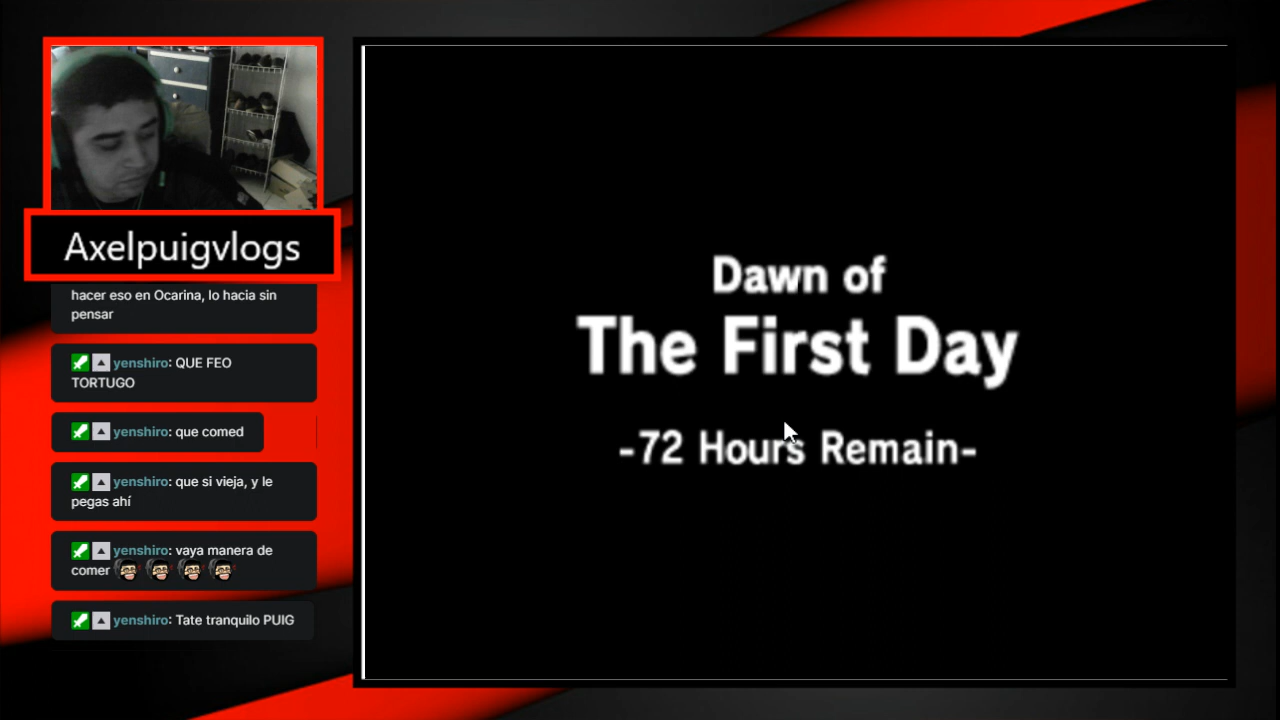 Axelpuigvlogs
hacer eso en Ocarina, lo hacia sin
pensar
yenshiro: QUE FEO
TORTUGO
yenshiro: que comed
yenshiro: que si vieja, y le
pegas ahí
yenshiro: vaya manera de
comer
yenshiro: Tate tranquilo PUIG
Dawn of
The First Day
-72 Hours Remain-